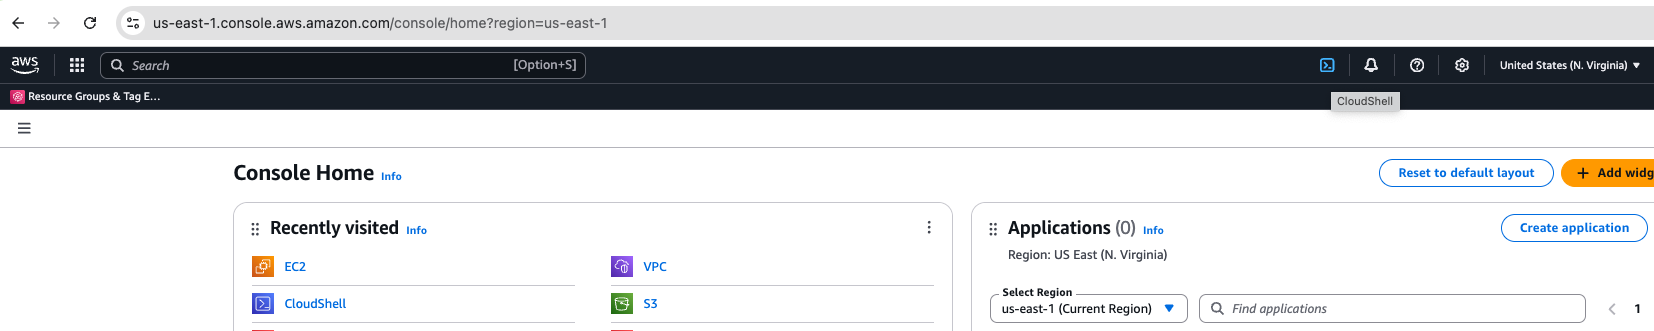 us-east-1.console.aws.amazon.com/console/home?region=us-east-1
aws
Search [Option+S] United States (N. Virginia)
Resource Groups & Tag E...
CloudShell
Console Home Info
Reset to default layout
+ Add widg
Recently visited Info
EC2
VPC
CloudShell
S3
Applications (0) Info
Create application
Region: US East (N. Virginia)
Select Region
us-east-1 (Current Region)
Find applications
1